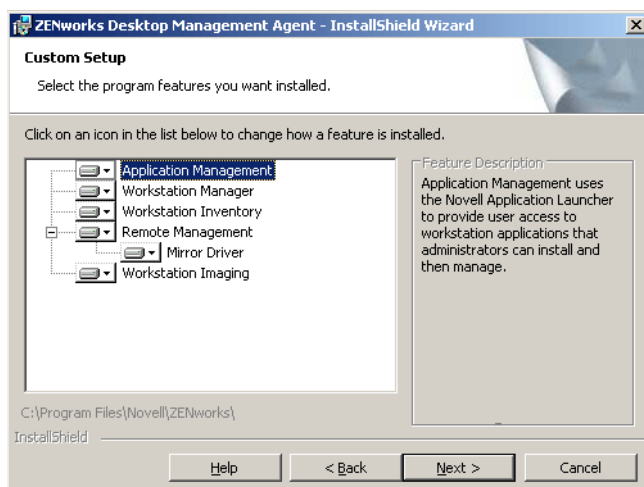 ZENworks Desktop Management Agent - InstallShield Wizard
Custom Setup
Select the program features you want installed.
Click on an icon in the list below to change how a feature is installed.
Application Management
Workstation Manager
Workstation Inventory
Remote Management
Mirror Driver
Workstation Imaging
Feature Description
Application Management uses
the Novell Application Launcher
to provide user access to
workstation applications that
administrators can install and
then manage.
C:\Program Files\Novell\ZENworks\
InstallShield
Help
< Back
Next >
Cancel